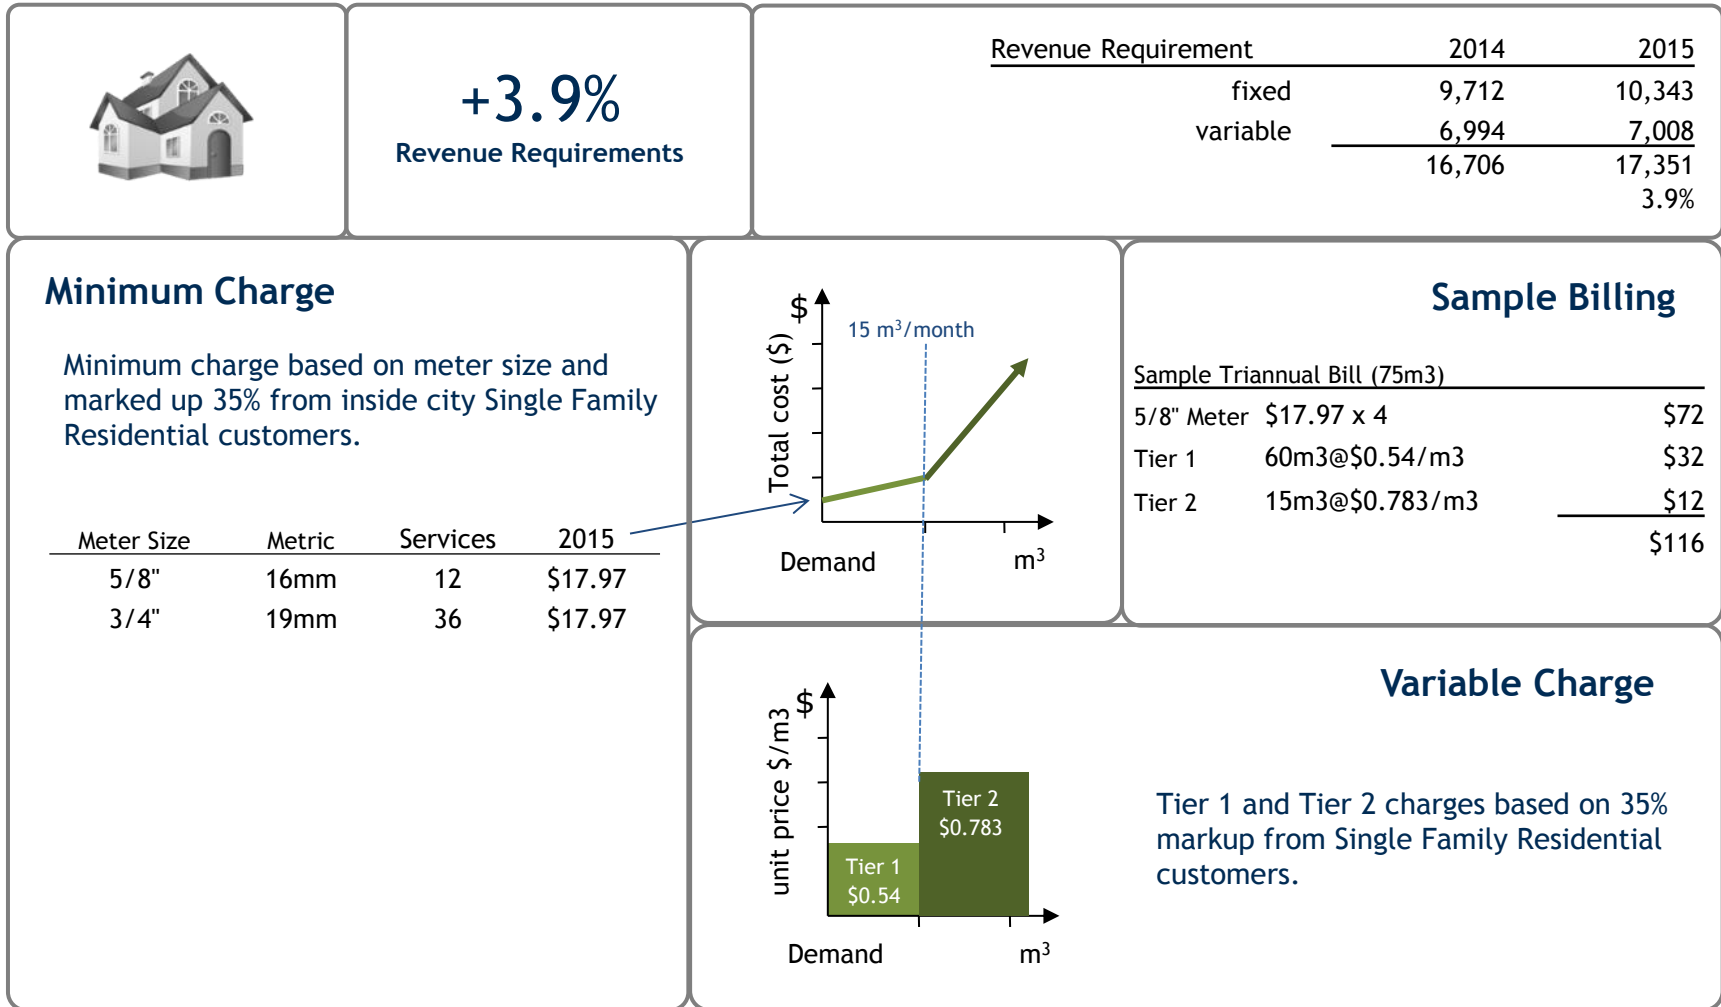 +3.9%
Revenue Requirements
Revenue Requirement 2014 2015
fixed 9,712 10,343
variable 6,994 7,008
16,706 17,351
3.9%
Minimum Charge
Minimum charge based on meter size and
marked up 35% from inside city Single Family
Residential customers.
Meter Size Metric Services 2015
5/8" 16mm 12 $17.97
3/4" 19mm 36 $17.97
$
15 m³/month
Total cost ($)
Demand m³
Sample Billing
Sample Triannual Bill (75m3)
5/8" Meter $17.97 x 4 $72
Tier 1 60m3@$0.54/m3 $32
Tier 2 15m3@$0.783/m3 $12
$116
Variable Charge
$
unit price $/m3
Tier 2
$0.783
Tier 1
$0.54
Demand m³
Tier 1 and Tier 2 charges based on 35%
markup from Single Family Residential
customers.